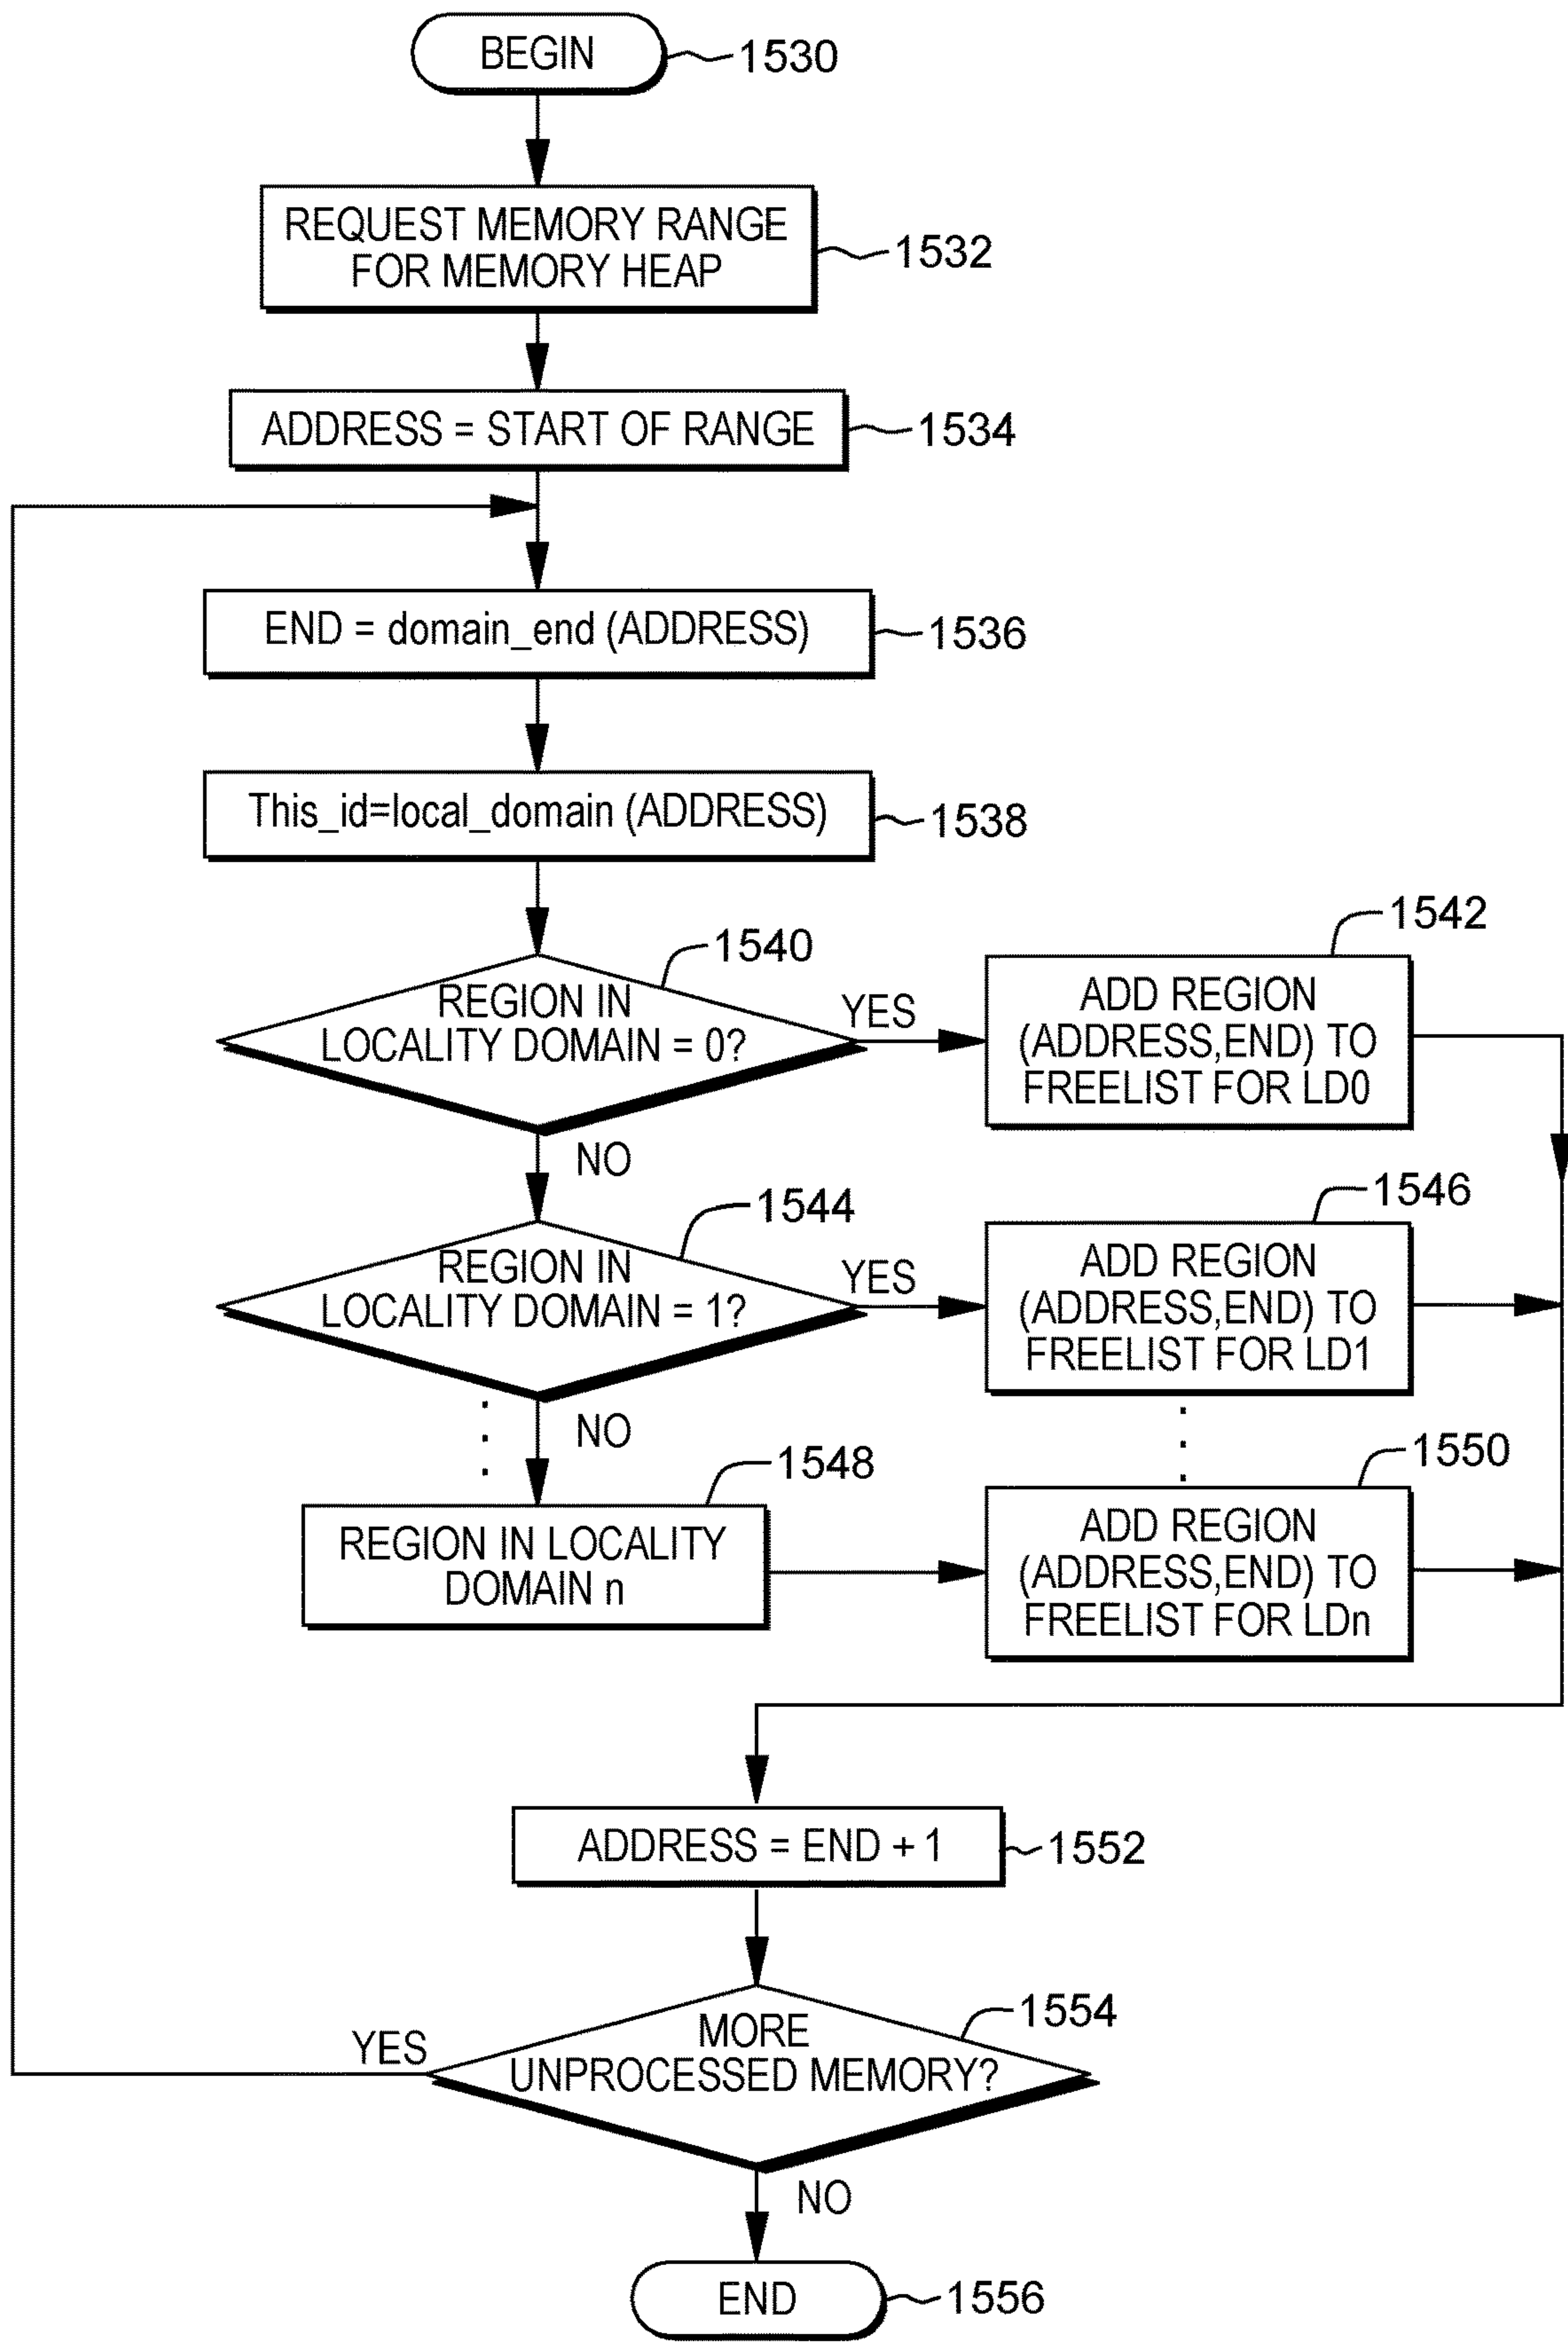 BEGIN
1530
REQUEST MEMORY RANGE
FOR MEMORY HEAP
1532
ADDRESS = START OF RANGE
1534
END = domain_end (ADDRESS)
1536
This_id=local_domain (ADDRESS)
1538
1540
REGION IN
LOCALITY DOMAIN = 0?
YES
1542
ADD REGION
(ADDRESS,END) TO
FREELIST FOR LD0
NO
1544
REGION IN
LOCALITY DOMAIN = 1?
YES
1546
ADD REGION
(ADDRESS,END) TO
FREELIST FOR LD1
NO
1548
REGION IN LOCALITY
DOMAIN n
1550
ADD REGION
(ADDRESS,END) TO
FREELIST FOR LDn
ADDRESS = END + 1
1552
1554
MORE
UNPROCESSED MEMORY?
YES
NO
END
1556